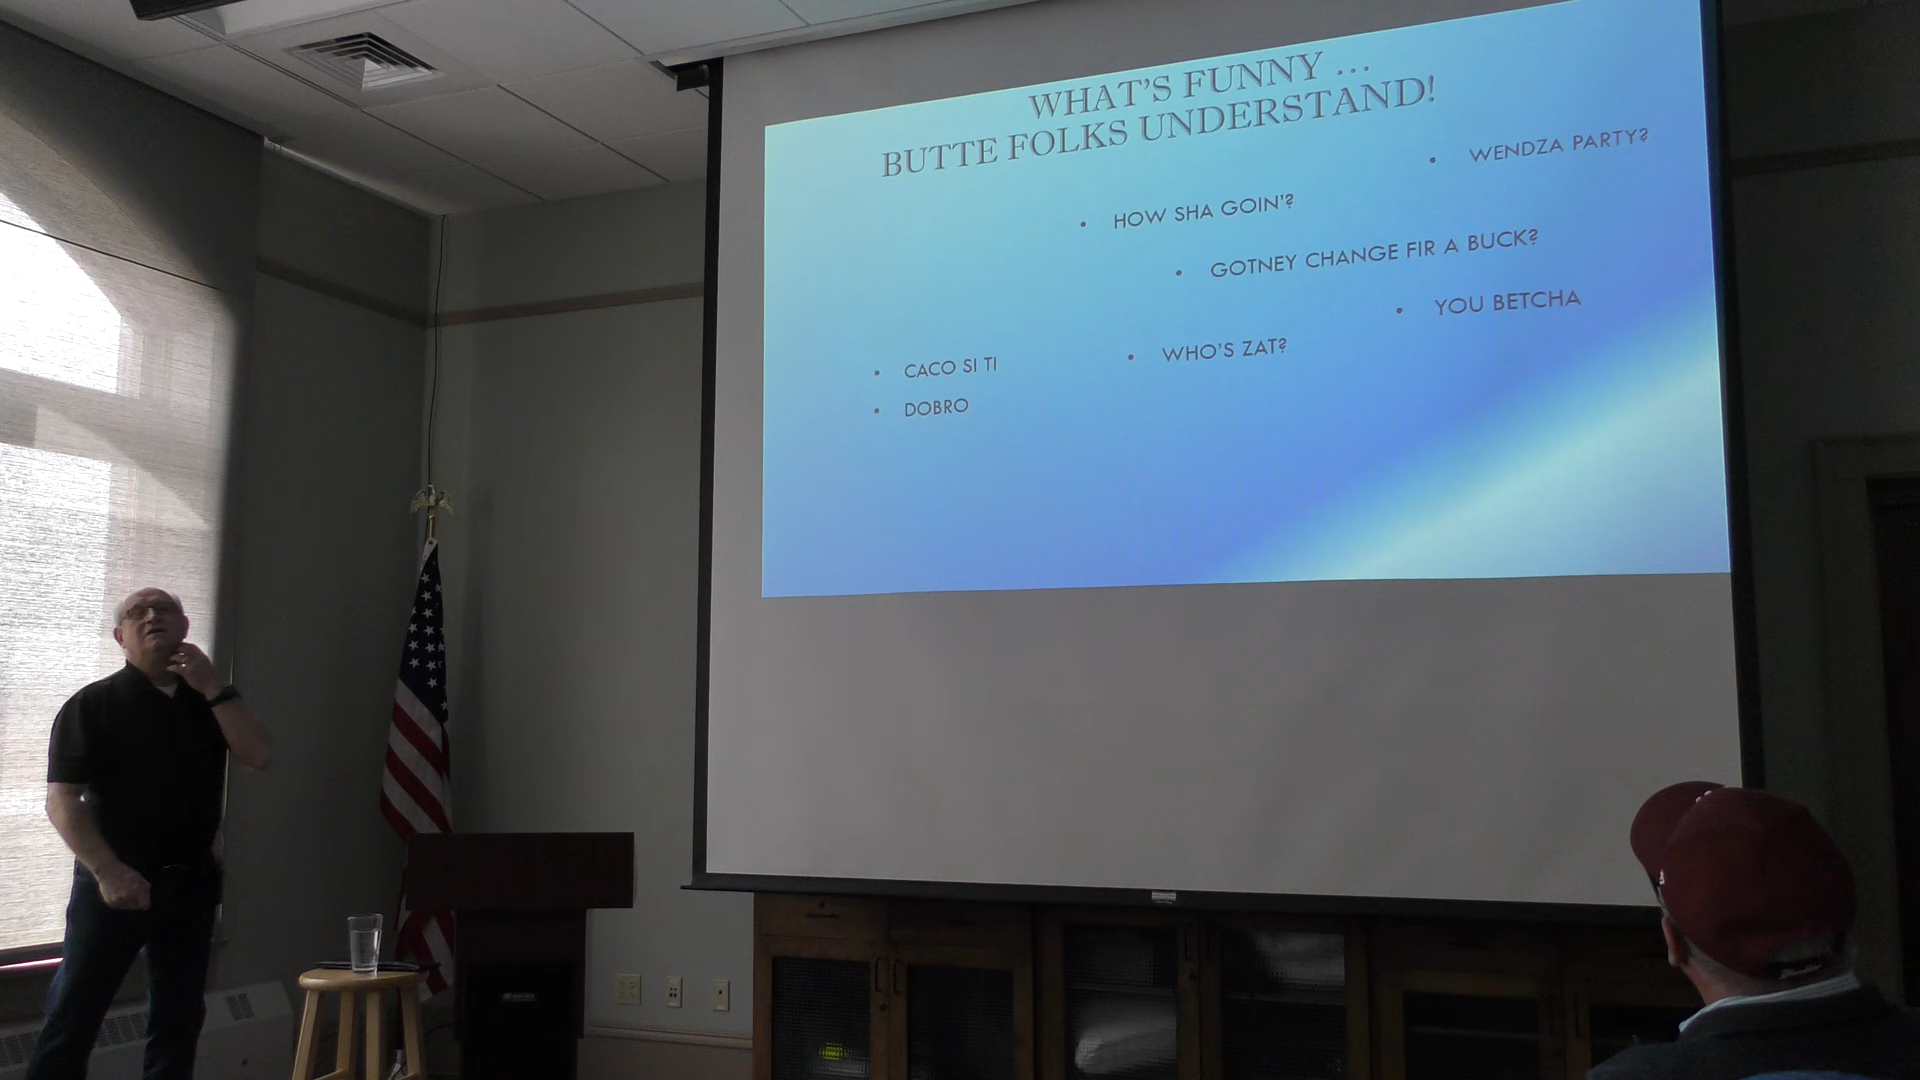 WHAT'S FUNNY ...
BUTTE FOLKS UNDERSTAND!
• WENDZA PARTY?
• HOW SHA GOIN'?
• GOTNEY CHANGE FIR A BUCK?
• YOU BETCHA
• WHO'S ZAT?
• CACO SI TI
• DOBRO